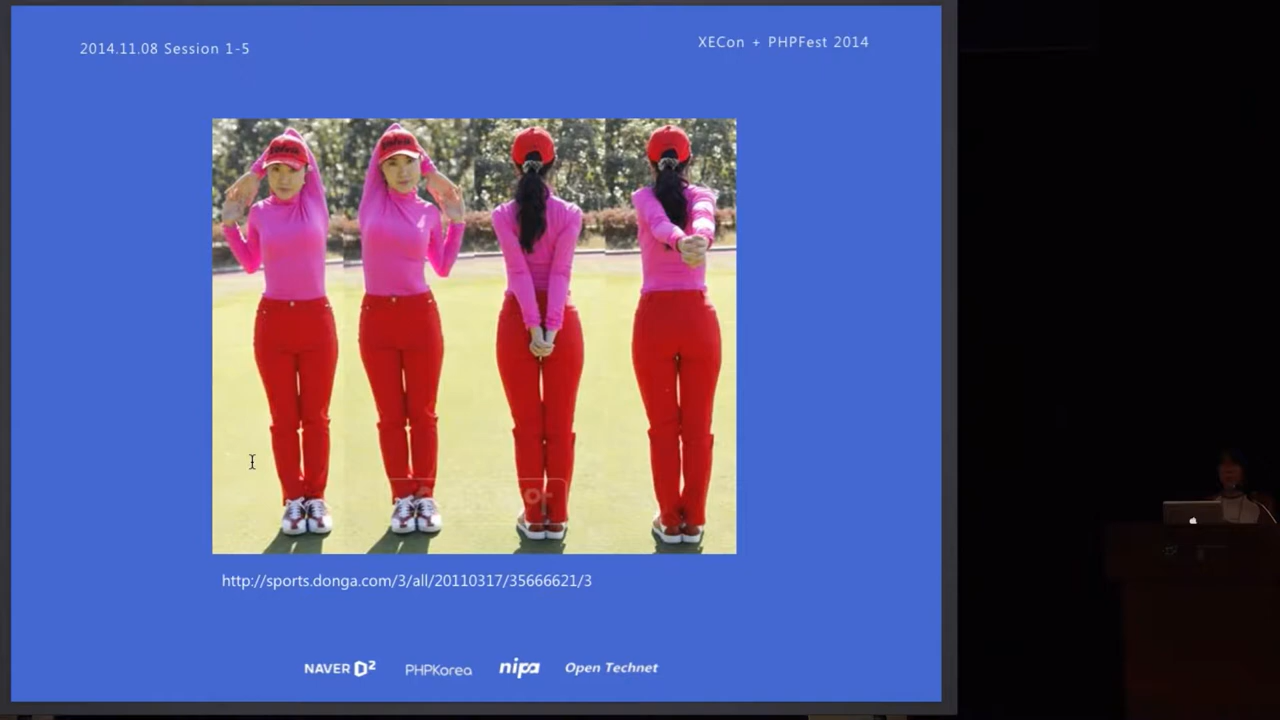 2014.11.08 Session 1-5
XECon + PHPFest 2014
http://sports.donga.com/3/all/20110317/35666621/3
NAVER D2 PHPKorea nipa Open Technet